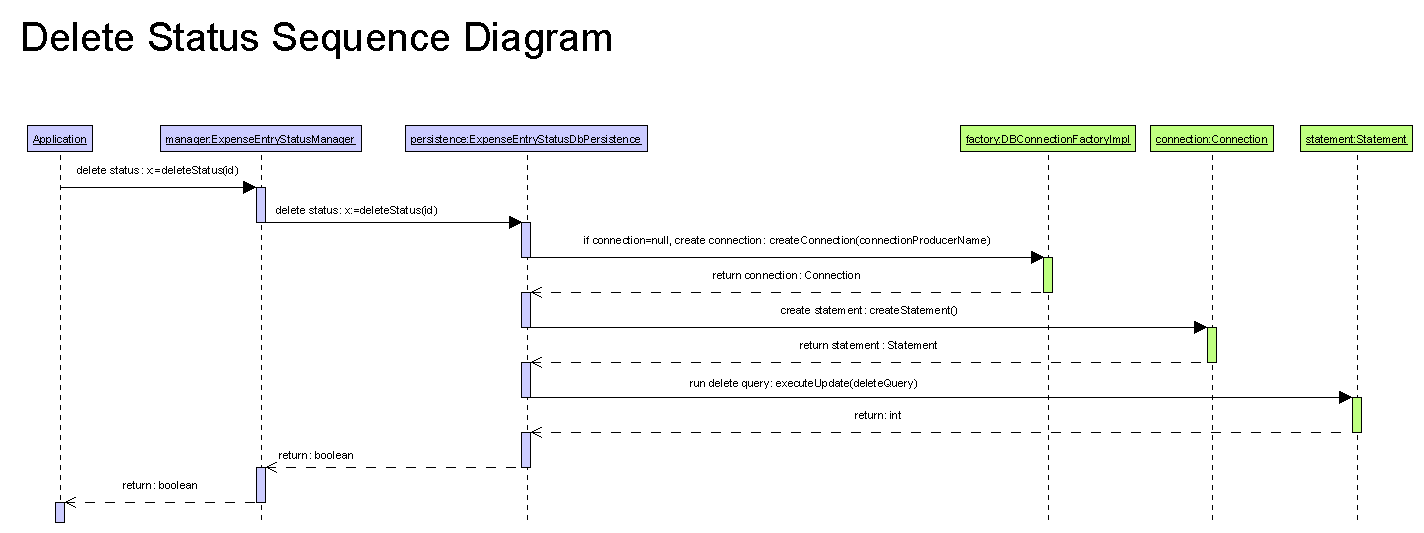 Delete Status Sequence Diagram
Application
manager:ExpenseEntryStatusManager
persistence:ExpenseEntryStatusDbPersistence
factory:DBConnectionFactoryImpl
connection:Connection
statement:Statement
delete status : x:=deleteStatus(id)
delete status: x:=deleteStatus(id)
if connection=null, create connection : createConnection(connectionProducerName)
return connection : Connection
create statement : createStatement()
return statement : Statement
run delete query: executeUpdate(deleteQuery)
return: int
return : boolean
return : boolean